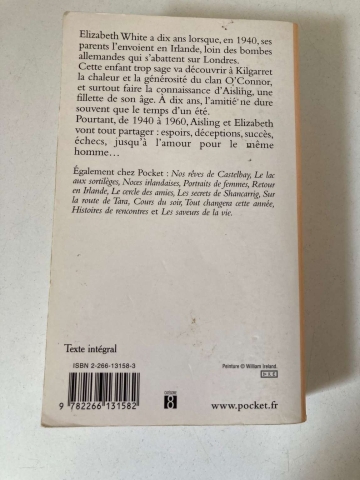 Elizabeth White a dix ans lorsque, en 1940, ses
parents l'envoient en Irlande, loin des bombes
allemandes qui s'abattent sur Londres.
Cette enfant trop sage va découvrir à Kilgarret
la chaleur et la générosité du clan O'Connor,
et surtout faire la connaissance d'Aisling, une
fillette de son âge. À dix ans, l'amitié ne dure
souvent que le temps d'un été.
Pourtant, de 1940 à 1960, Aisling et Elizabeth
vont tout partager : espoirs, déceptions, succès,
échecs, jusqu'à l'amour pour le même
homme…
Également chez Pocket : Nos rêves de Castelbay, Le lac
aux sortilèges, Noces irlandaises, Portraits de femmes, Retour
en Irlande, Le cercle des amies, Les secrets de Shancarrig, Sur
la route de Tara, Cours du soir, Tout changera cette année,
Histoires de rencontres et Les saveurs de la vie.
Texte intégral
Peinture © William Ireland.
ISBN 2-266-13158-3
9 782266 131582
CATÉGORIE
8
www.pocket.fr